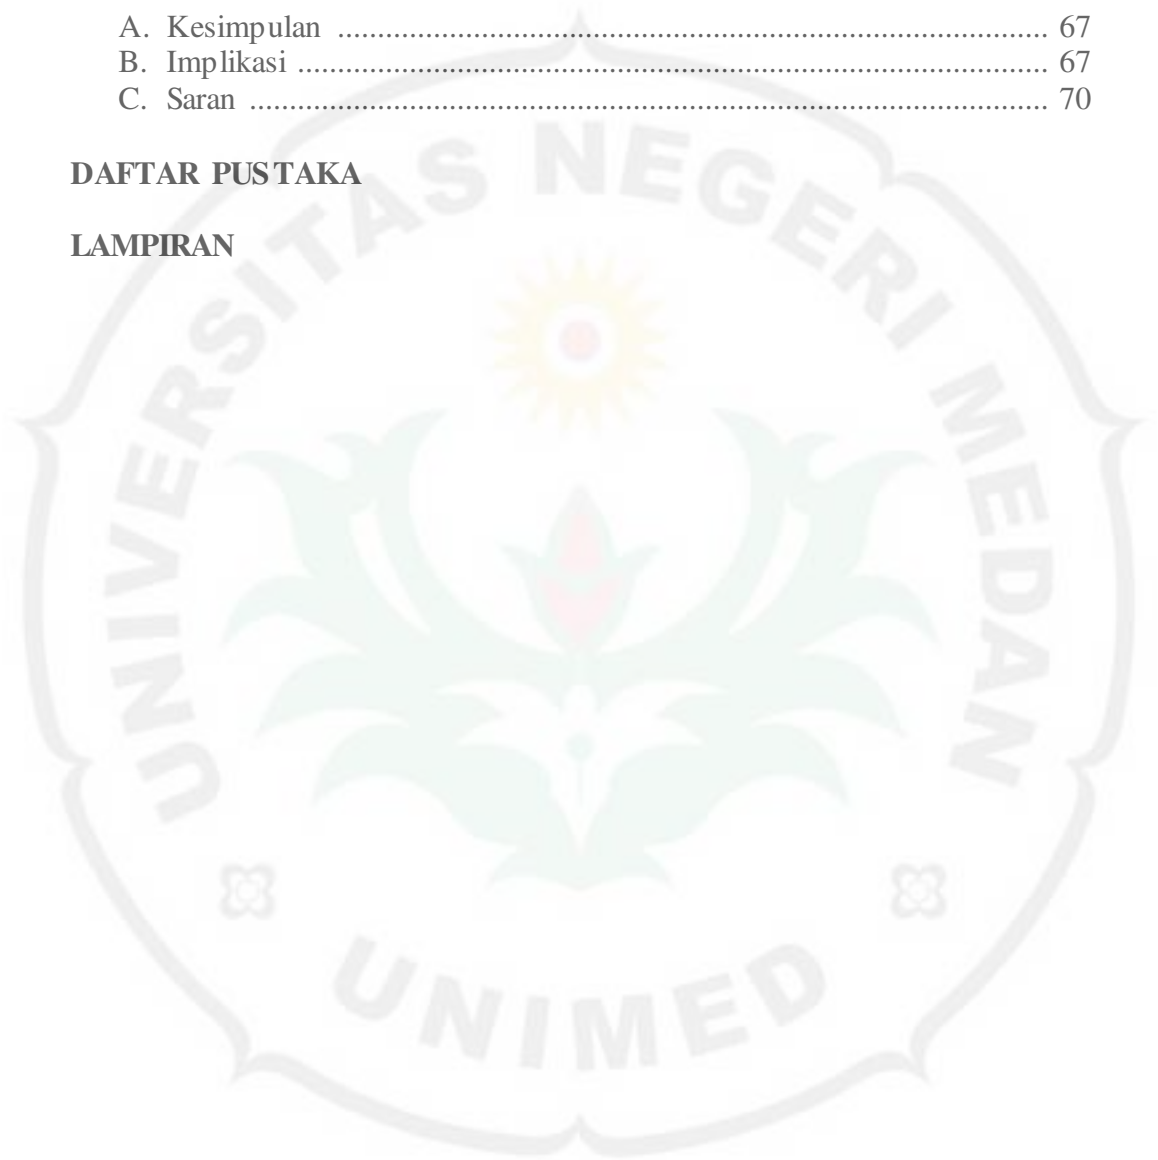 A. Kesimpulan ........................................................................................... 67
B. Implikasi ................................................................................................ 67
C. Saran ...................................................................................................... 70
DAFTAR PUSTAKA
LAMPIRAN
UNIVERSITAS NEGERI MEDAN
UNIMED